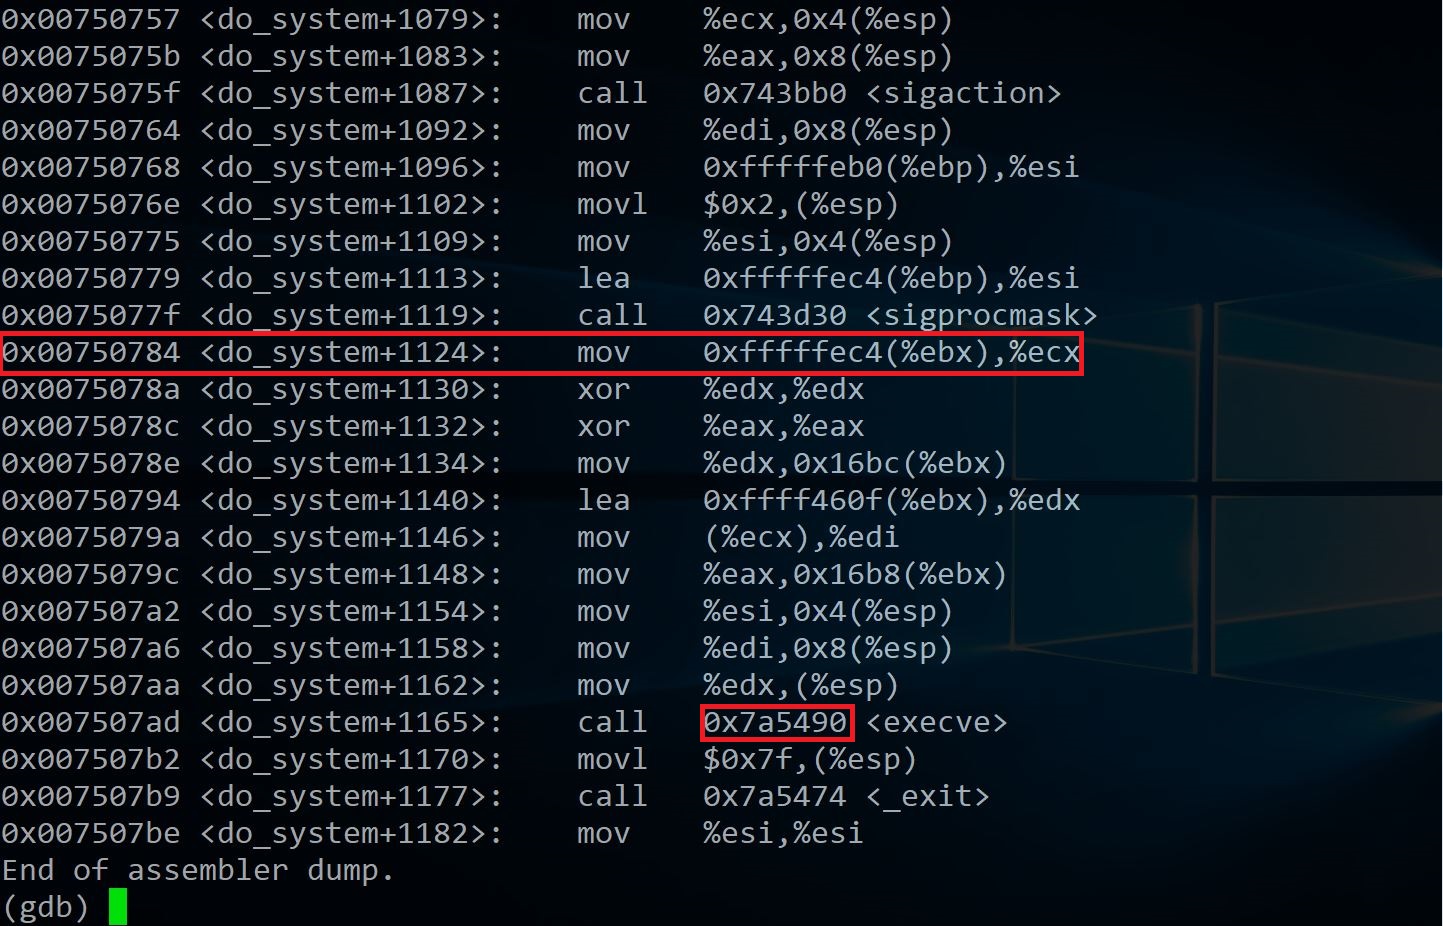 0x00750757 <do_system+1079>: mov %ecx,0x4(%esp)
0x0075075b <do_system+1083>: mov %eax,0x8(%esp)
0x0075075f <do_system+1087>: call 0x743bb0 <sigaction>
0x00750764 <do_system+1092>: mov %edi,0x8(%esp)
0x00750768 <do_system+1096>: mov 0xfffffeb0(%ebp),%esi
0x0075076e <do_system+1102>: movl $0x2,(%esp)
0x00750775 <do_system+1109>: mov %esi,0x4(%esp)
0x00750779 <do_system+1113>: lea 0xfffffec4(%ebp),%esi
0x0075077f <do_system+1119>: call 0x743d30 <sigprocmask>
0x00750784 <do_system+1124>: mov 0xfffffec4(%ebx),%ecx
0x0075078a <do_system+1130>: xor %edx,%edx
0x0075078c <do_system+1132>: xor %eax,%eax
0x0075078e <do_system+1134>: mov %edx,0x16bc(%ebx)
0x00750794 <do_system+1140>: lea 0xffff460f(%ebx),%edx
0x0075079a <do_system+1146>: mov (%ecx),%edi
0x0075079c <do_system+1148>: mov %eax,0x16b8(%ebx)
0x007507a2 <do_system+1154>: mov %esi,0x4(%esp)
0x007507a6 <do_system+1158>: mov %edi,0x8(%esp)
0x007507aa <do_system+1162>: mov %edx,(%esp)
0x007507ad <do_system+1165>: call 0x7a5490 <execve>
0x007507b2 <do_system+1170>: movl $0x7f,(%esp)
0x007507b9 <do_system+1177>: call 0x7a5474 <_exit>
0x007507be <do_system+1182>: mov %esi,%esi
End of assembler dump.
(gdb)